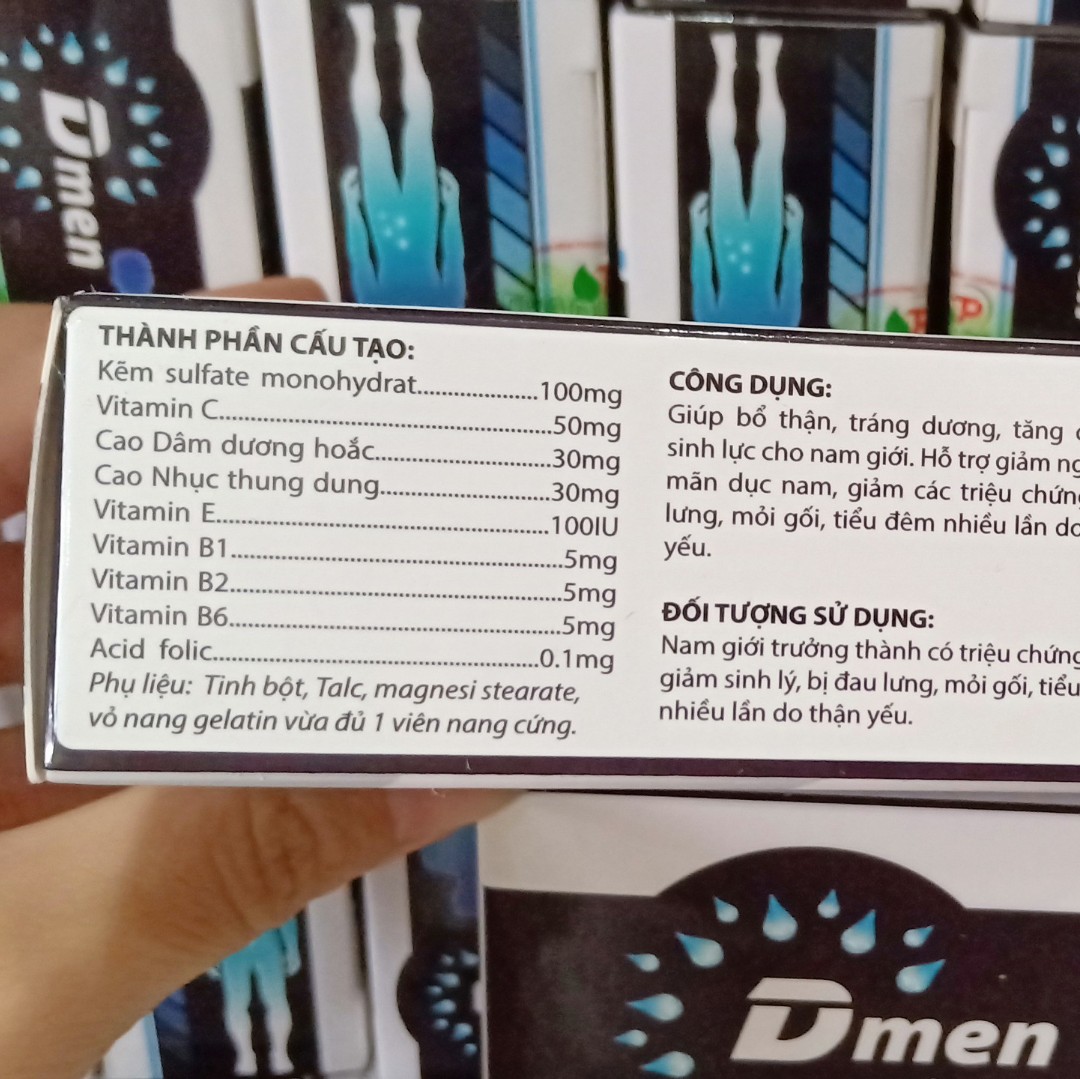 Dmen
THÀNH PHẦN CẤU TẠO:
Kẽm sulfate monohydrat.....................100mg
Vitamin C..........................................................50mg
Cao Dâm dương hoắc...............................30mg
Cao Nhục thung dung..............................30mg
Vitamin E..........................................................100IU
Vitamin B1..........................................................5mg
Vitamin B2..........................................................5mg
Vitamin B6..........................................................5mg
Acid folic.........................................................0.1mg
Phụ liệu: Tinh bột, Talc, magnesi stearate,
vỏ nang gelatin vừa đủ 1 viên nang cứng.
CÔNG DỤNG:
Giúp bổ thận, tráng dương, tăng
sinh lực cho nam giới. Hỗ trợ giảm
mãn dục nam, giảm các triệu chứng
lưng, mỏi gối, tiểu đêm nhiều lần do
yếu.
ĐỐI TƯỢNG SỬ DỤNG:
Nam giới trưởng thành có triệu chứng
giảm sinh lý, bị đau lưng, mỏi gối, tiểu
nhiều lần do thận yếu.
Dmen